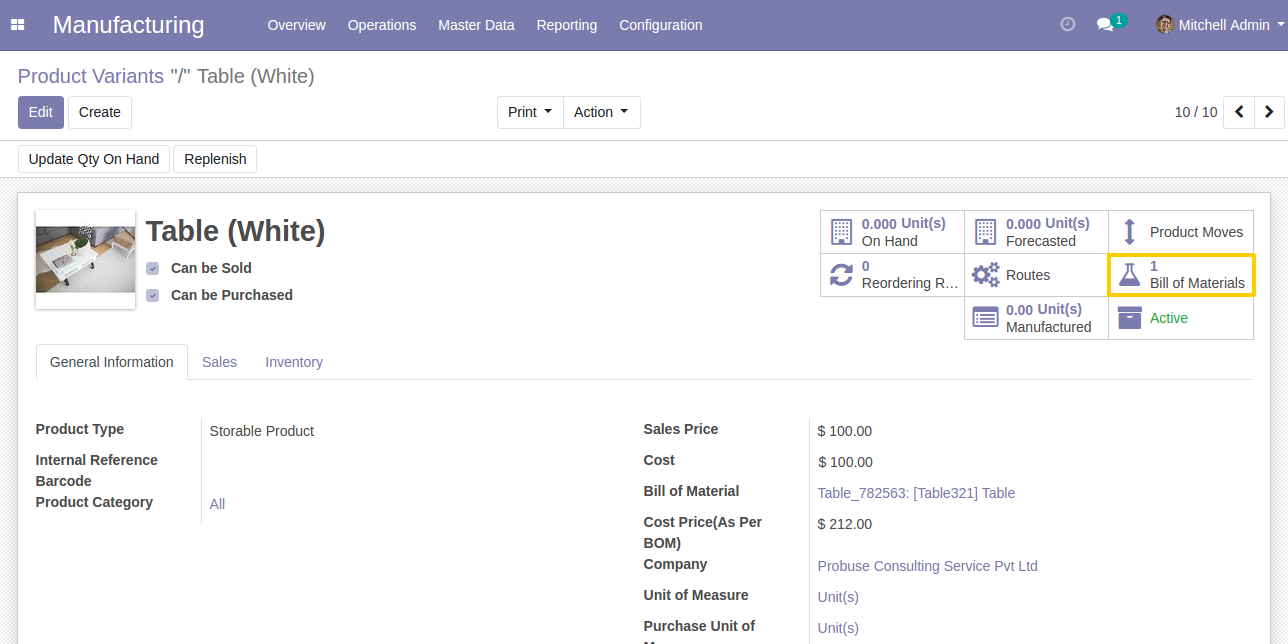 Manufacturing
Overview Operations Master Data Reporting Configuration
1 Mitchell Admin
Product Variants "/" Table (White)
Edit Create Print Action 10 / 10
Update Qty On Hand Replenish
Table (White)
Can be Sold
Can be Purchased
0.000 Unit(s)
On Hand
0.000 Unit(s)
Forecasted
Product Moves
0
Reordering R...
Routes
1
Bill of Materials
0.00 Unit(s)
Manufactured
Active
General Information Sales Inventory
Product Type Storable Product
Internal Reference
Barcode
Product Category All
Sales Price $ 100.00
Cost $ 100.00
Bill of Material Table_782563: [Table321] Table
Cost Price(As Per $ 212.00
BOM)
Company Probuse Consulting Service Pvt Ltd
Unit of Measure Unit(s)
Purchase Unit of Unit(s)